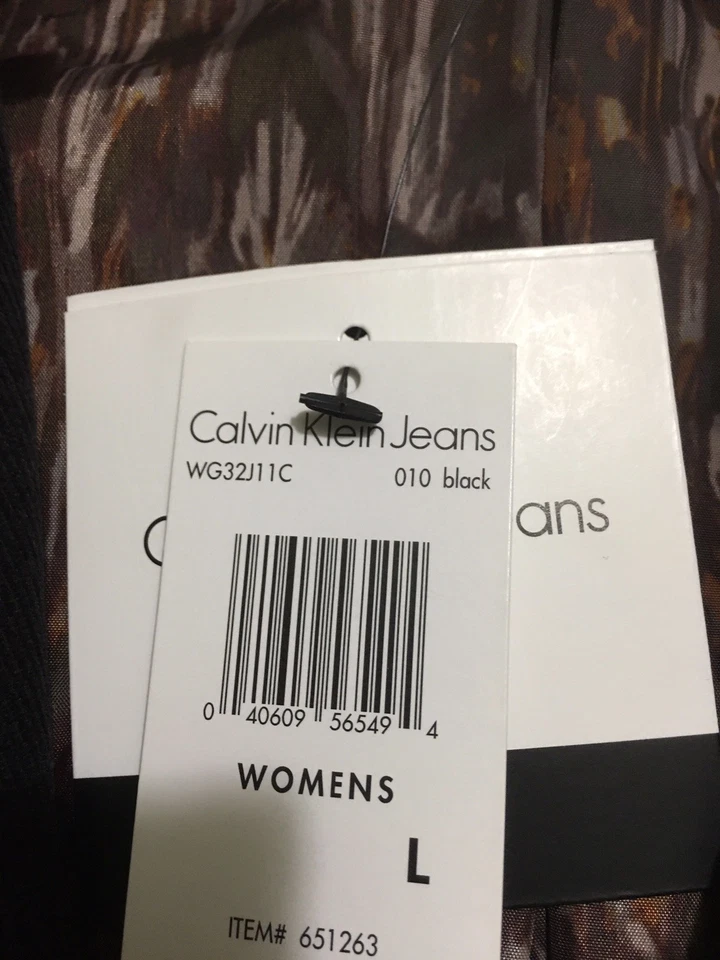 Calvin Klein Jeans
WG32J11C 010 black
ans
0 40609 56549 4
WOMENS
L
ITEM# 651263